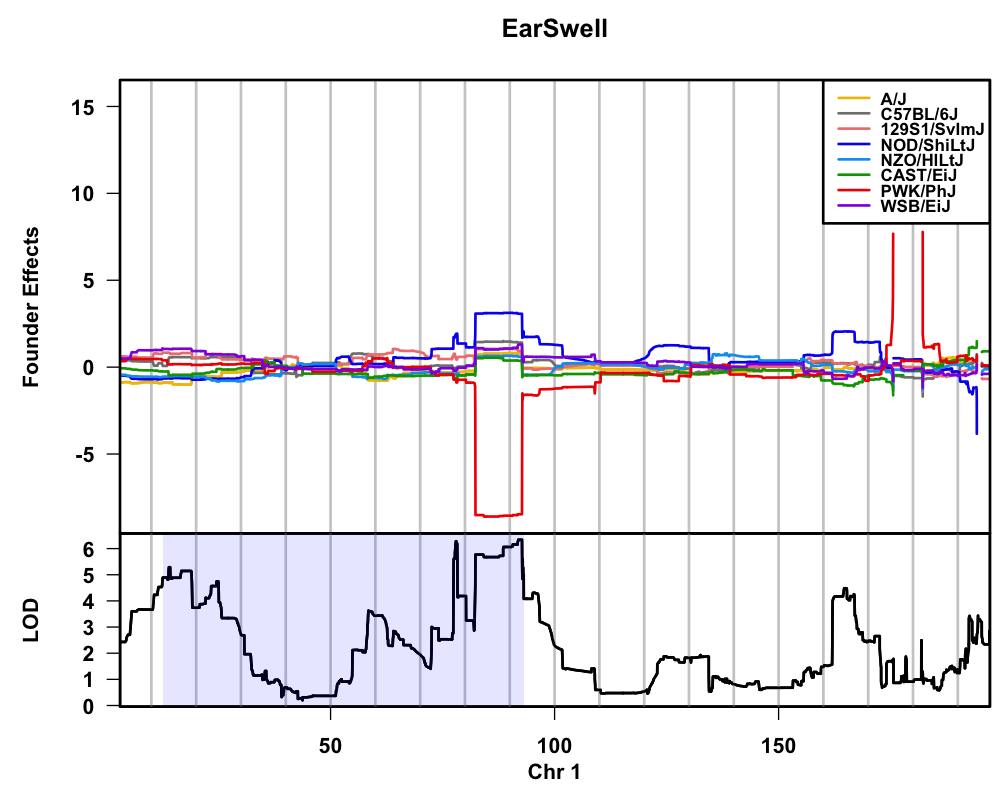 EarSwell
Founder Effects
15
10
5
0
-5
A/J
C57BL/6J
129S1/SvImJ
NOD/ShiLtJ
NZO/HlLtJ
CAST/EiJ
PWK/PhJ
WSB/EiJ
LOD
6
5
4
3
2
1
0
50
100
150
Chr 1